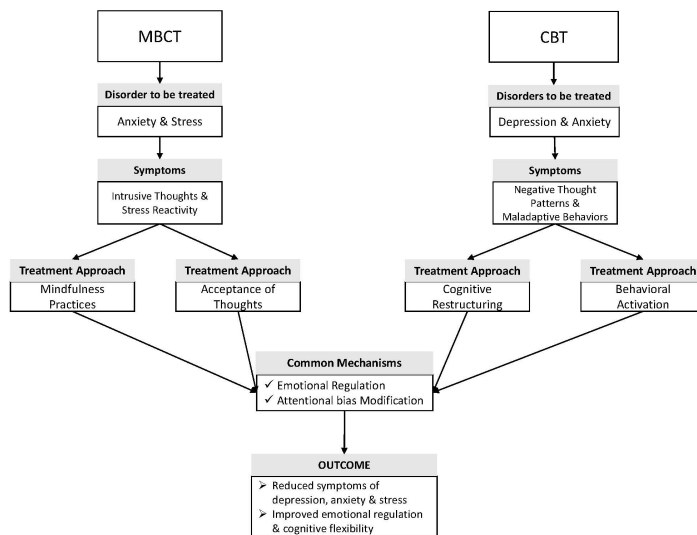 MBCT
CBT
Disorder to be treated
Anxiety & Stress
Disorders to be treated
Depression & Anxiety
Symptoms
Intrusive Thoughts &
Stress Reactivity
Symptoms
Negative Thought
Patterns &
Maladaptive Behaviors
Treatment Approach
Mindfulness
Practices
Treatment Approach
Acceptance of
Thoughts
Treatment Approach
Cognitive
Restructuring
Treatment Approach
Behavioral
Activation
Common Mechanisms
✓ Emotional Regulation
✓ Attentional bias Modification
OUTCOME
➢ Reduced symptoms of
depression, anxiety & stress
➢ Improved emotional regulation
& cognitive flexibility